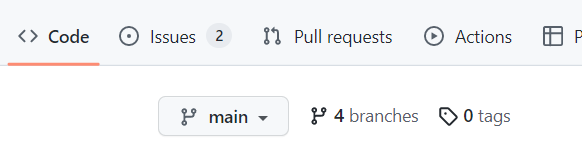 Code Issues 2 Pull requests Actions P
main 4 branches 0 tags